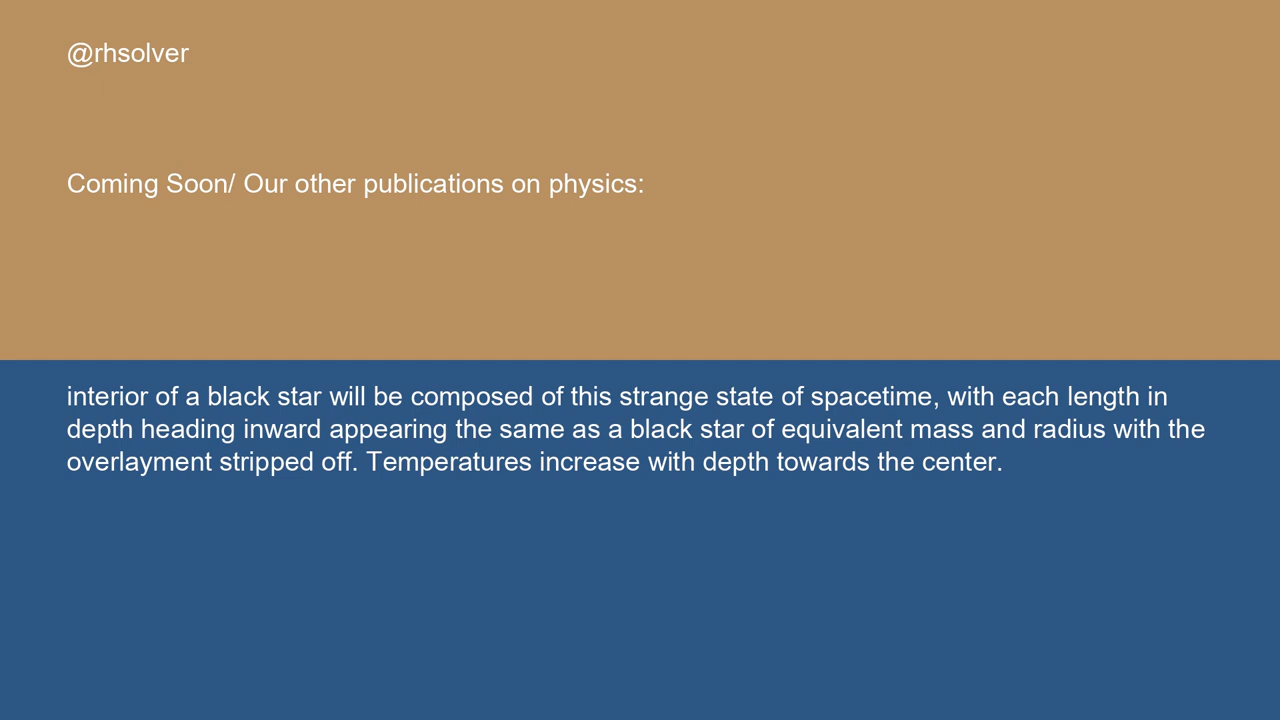 @rhsolver
Coming Soon/ Our other publications on physics:
interior of a black star will be composed of this strange state of spacetime, with each length in
depth heading inward appearing the same as a black star of equivalent mass and radius with the
overlayment stripped off. Temperatures increase with depth towards the center.